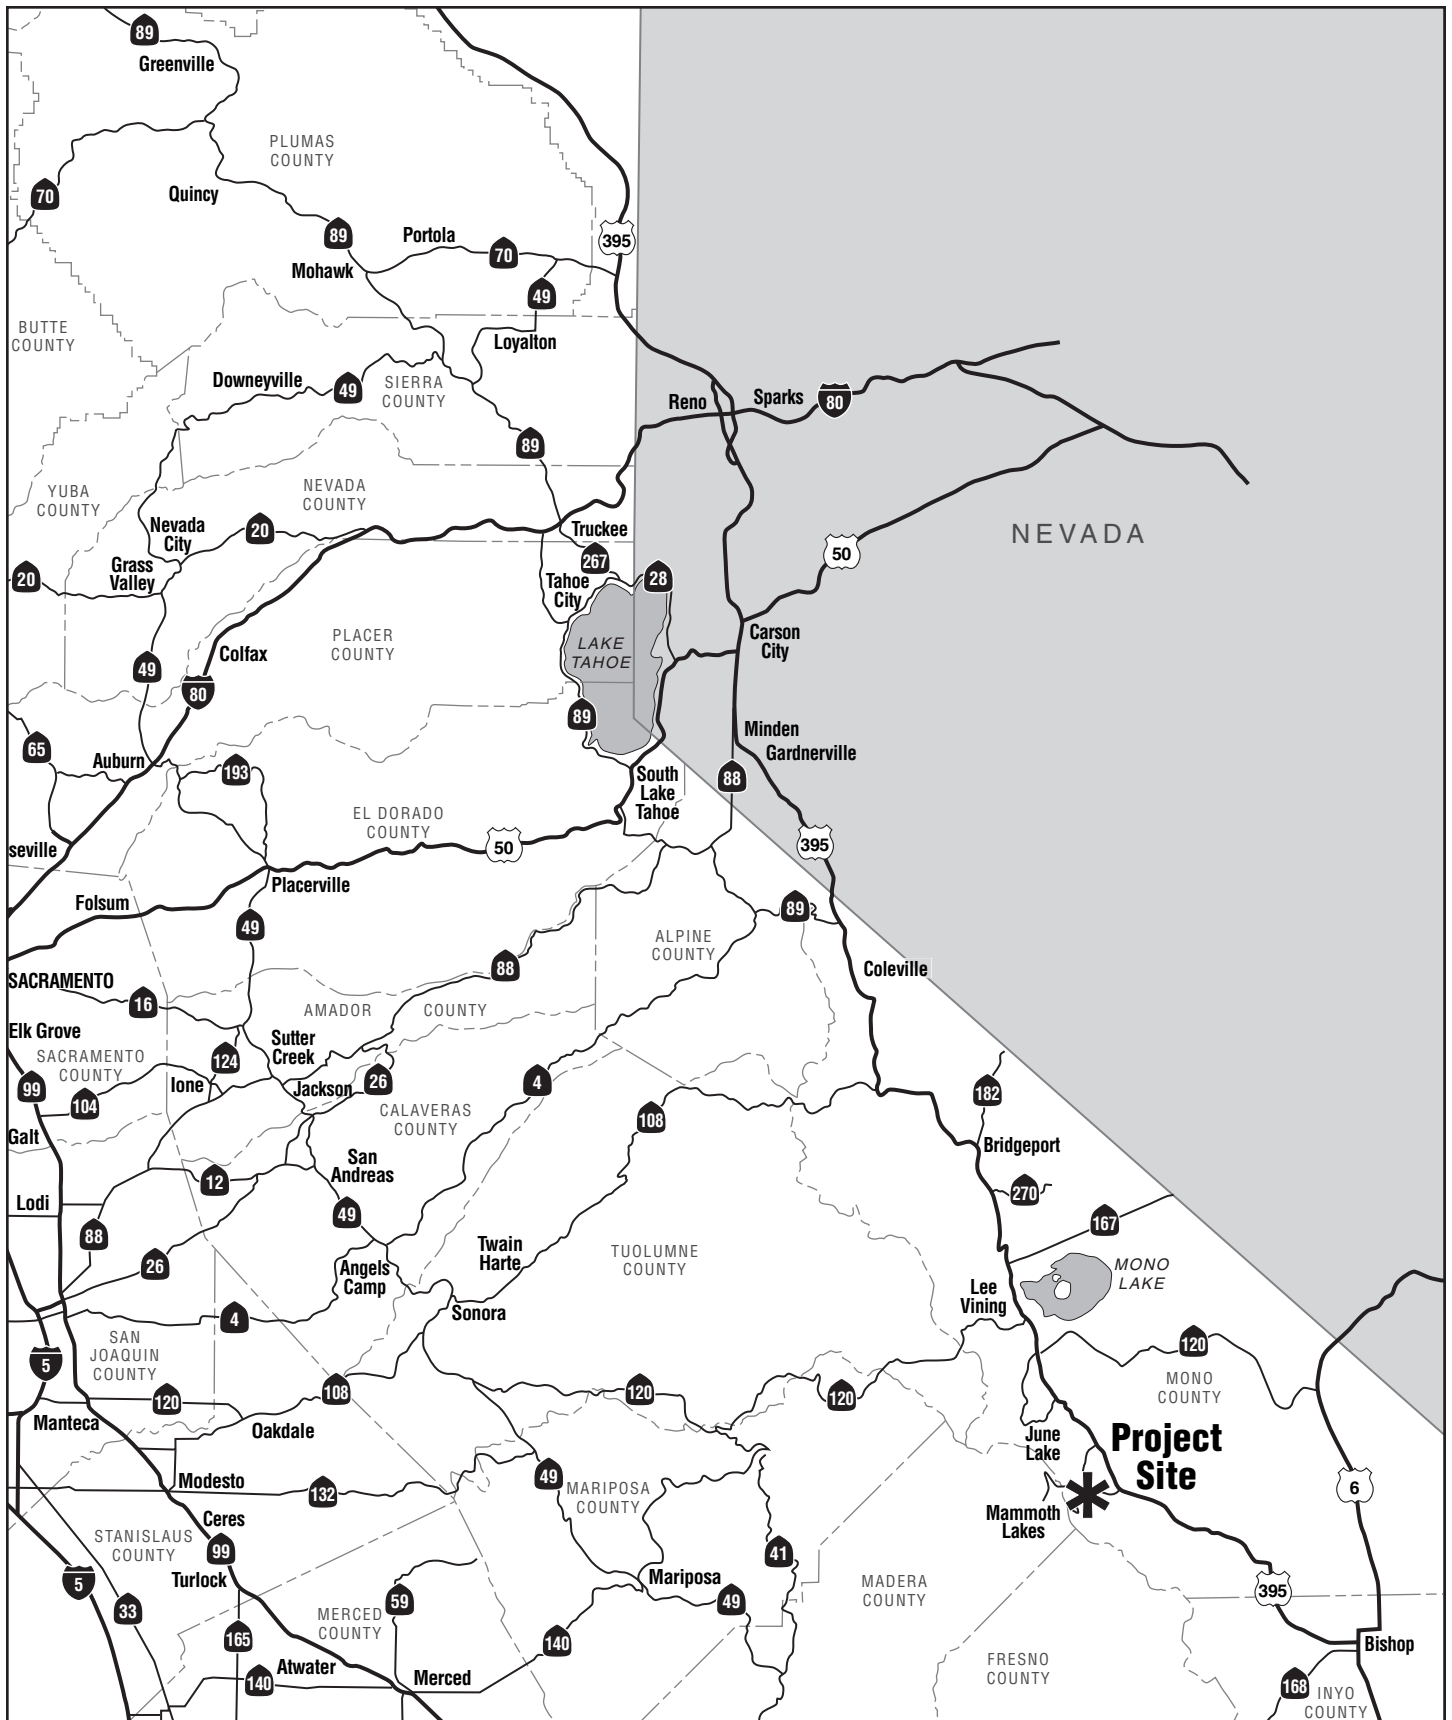 89
Greenville
PLUMAS
COUNTY
70
Quincy
89
Portola
70
395
Mohawk
49
BUTTE
COUNTY
Loyalton
Downeyville
49
SIERRA
COUNTY
Reno
Sparks
80
89
YUBA
COUNTY
NEVADA
COUNTY
Nevada
City
20
Truckee
NEVADA
50
267
Grass
Valley
20
28
Tahoe
City
PLACER
COUNTY
LAKE
TAHOE
Carson
City
49
Colfax
80
89
Minden
Gardnerville
65
Auburn
193
South
Lake
Tahoe
88
EL DORADO
COUNTY
50
395
seville
Placerville
Folsum
49
89
ALPINE
COUNTY
88
Coleville
SACRAMENTO
16
AMADOR
COUNTY
Elk Grove
Sutter
Creek
SACRAMENTO
COUNTY
124
99
104
Ione
Jackson
26
4
182
CALAVERAS
COUNTY
108
Galt
Bridgeport
San
Andreas
12
270
Lodi
49
167
88
26
Twain
Harte
TUOLUMNE
COUNTY
Angels
Camp
MONO
LAKE
Lee
Vining
4
Sonora
SAN
JOAQUIN
COUNTY
5
120
108
120
120
120
MONO
COUNTY
Manteca
Oakdale
June
Lake
Project
Site
Modesto
132
49
MARIPOSA
COUNTY
6
Mammoth
Lakes
Ceres
STANISLAUS
COUNTY
99
41
5
Turlock
Mariposa
49
MADERA
COUNTY
395
33
59
MERCED
COUNTY
165
140
Bishop
Atwater
140
Merced
FRESNO
COUNTY
168
INYO
COUNTY